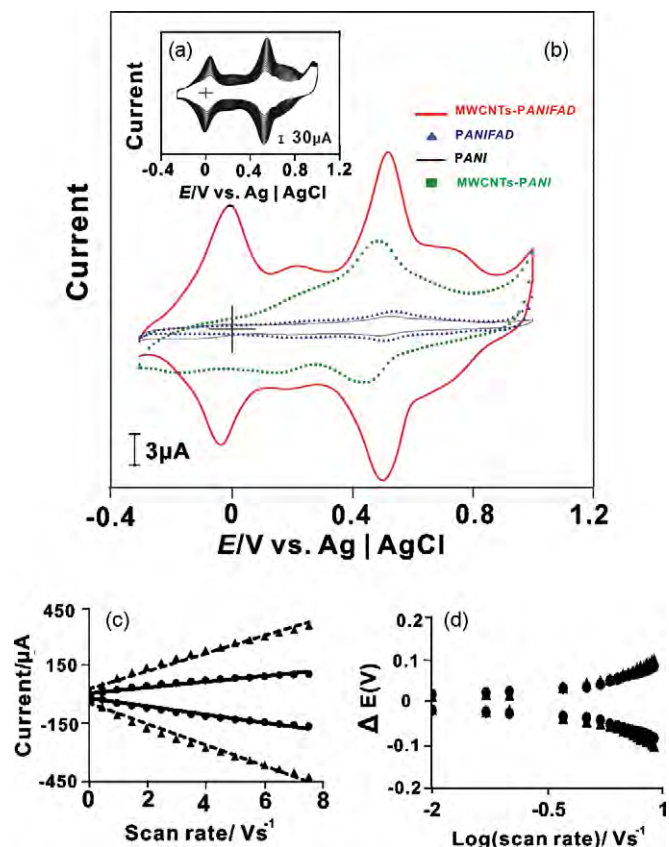 (a)
Current
30µA
-0.4 0 0.4 0.8 1.2
E/V vs. Ag | AgCl
(b)
MWCNTs-PANIFAD
PANIFAD
PANI
MWCNTs-PANI
Current
3µA
-0.4 0 0.4 0.8 1.2
E/V vs. Ag | AgCl
(c)
Current/µA
450
150
-150
-450
0 2 4 6 8
Scan rate/ Vs⁻¹
(d)
Δ E(V)
0.2
0.1
0
-0.1
-0.2
-2 -0.5 1
Log(scan rate)/ Vs⁻¹